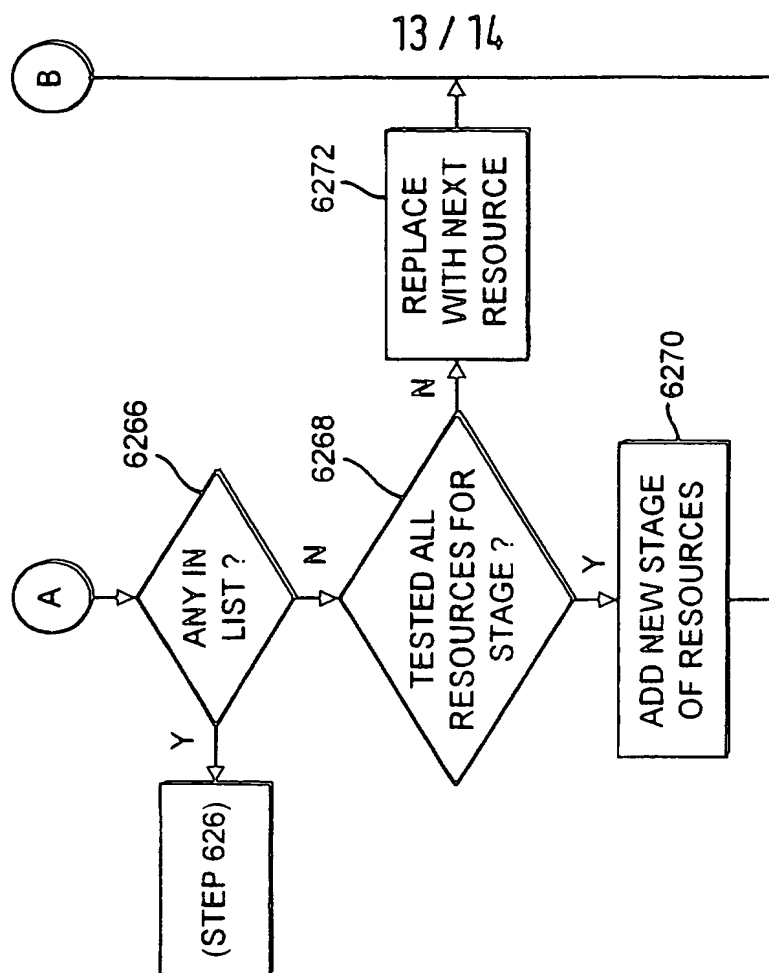 13 / 14
A
B
6266
ANY IN
LIST ?
Y
N
(STEP 626)
6268
TESTED ALL
RESOURCES FOR
STAGE ?
N
Y
6272
REPLACE
WITH NEXT
RESOURCE
6270
ADD NEW STAGE
OF RESOURCES